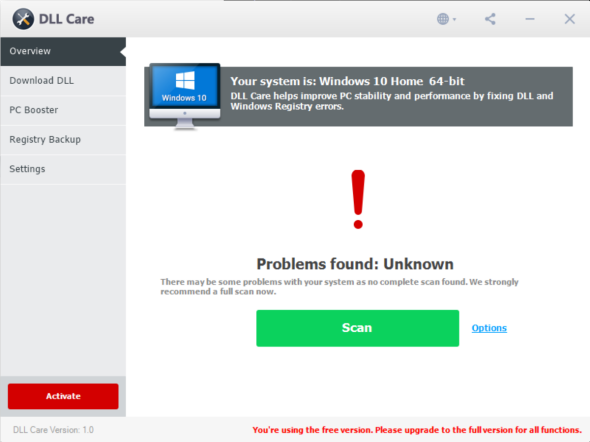 DLL Care
Overview
Download DLL
PC Booster
Registry Backup
Settings
Windows 10
Your system is: Windows 10 Home 64-bit
DLL Care helps improve PC stability and performance by fixing DLL and
Windows Registry errors.
!
Problems found: Unknown
There may be some problems with your system as no complete scan found. We strongly
recommend a full scan now.
Scan
Options
Activate
DLL Care Version: 1.0
You're using the free version. Please upgrade to the full version for all functions.